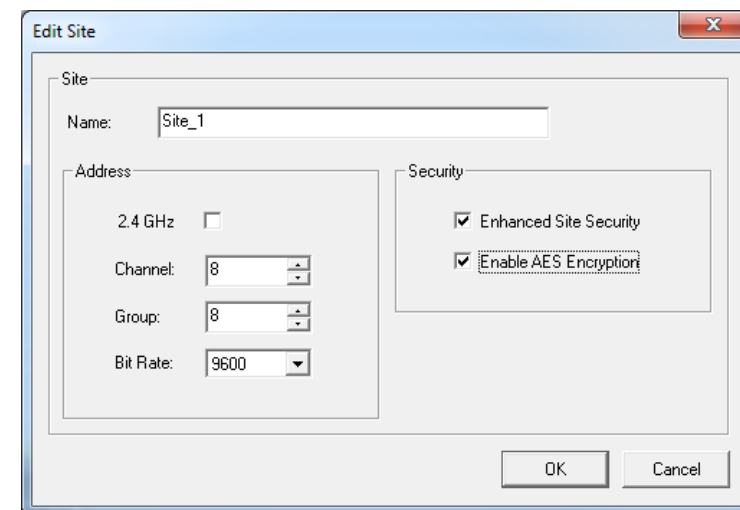 Edit Site
Site
Name: Site_1
Address
Security
2.4 GHz
Enhanced Site Security
Channel: 8
Enable AES Encryption
Group: 8
Bit Rate: 9600
OK Cancel